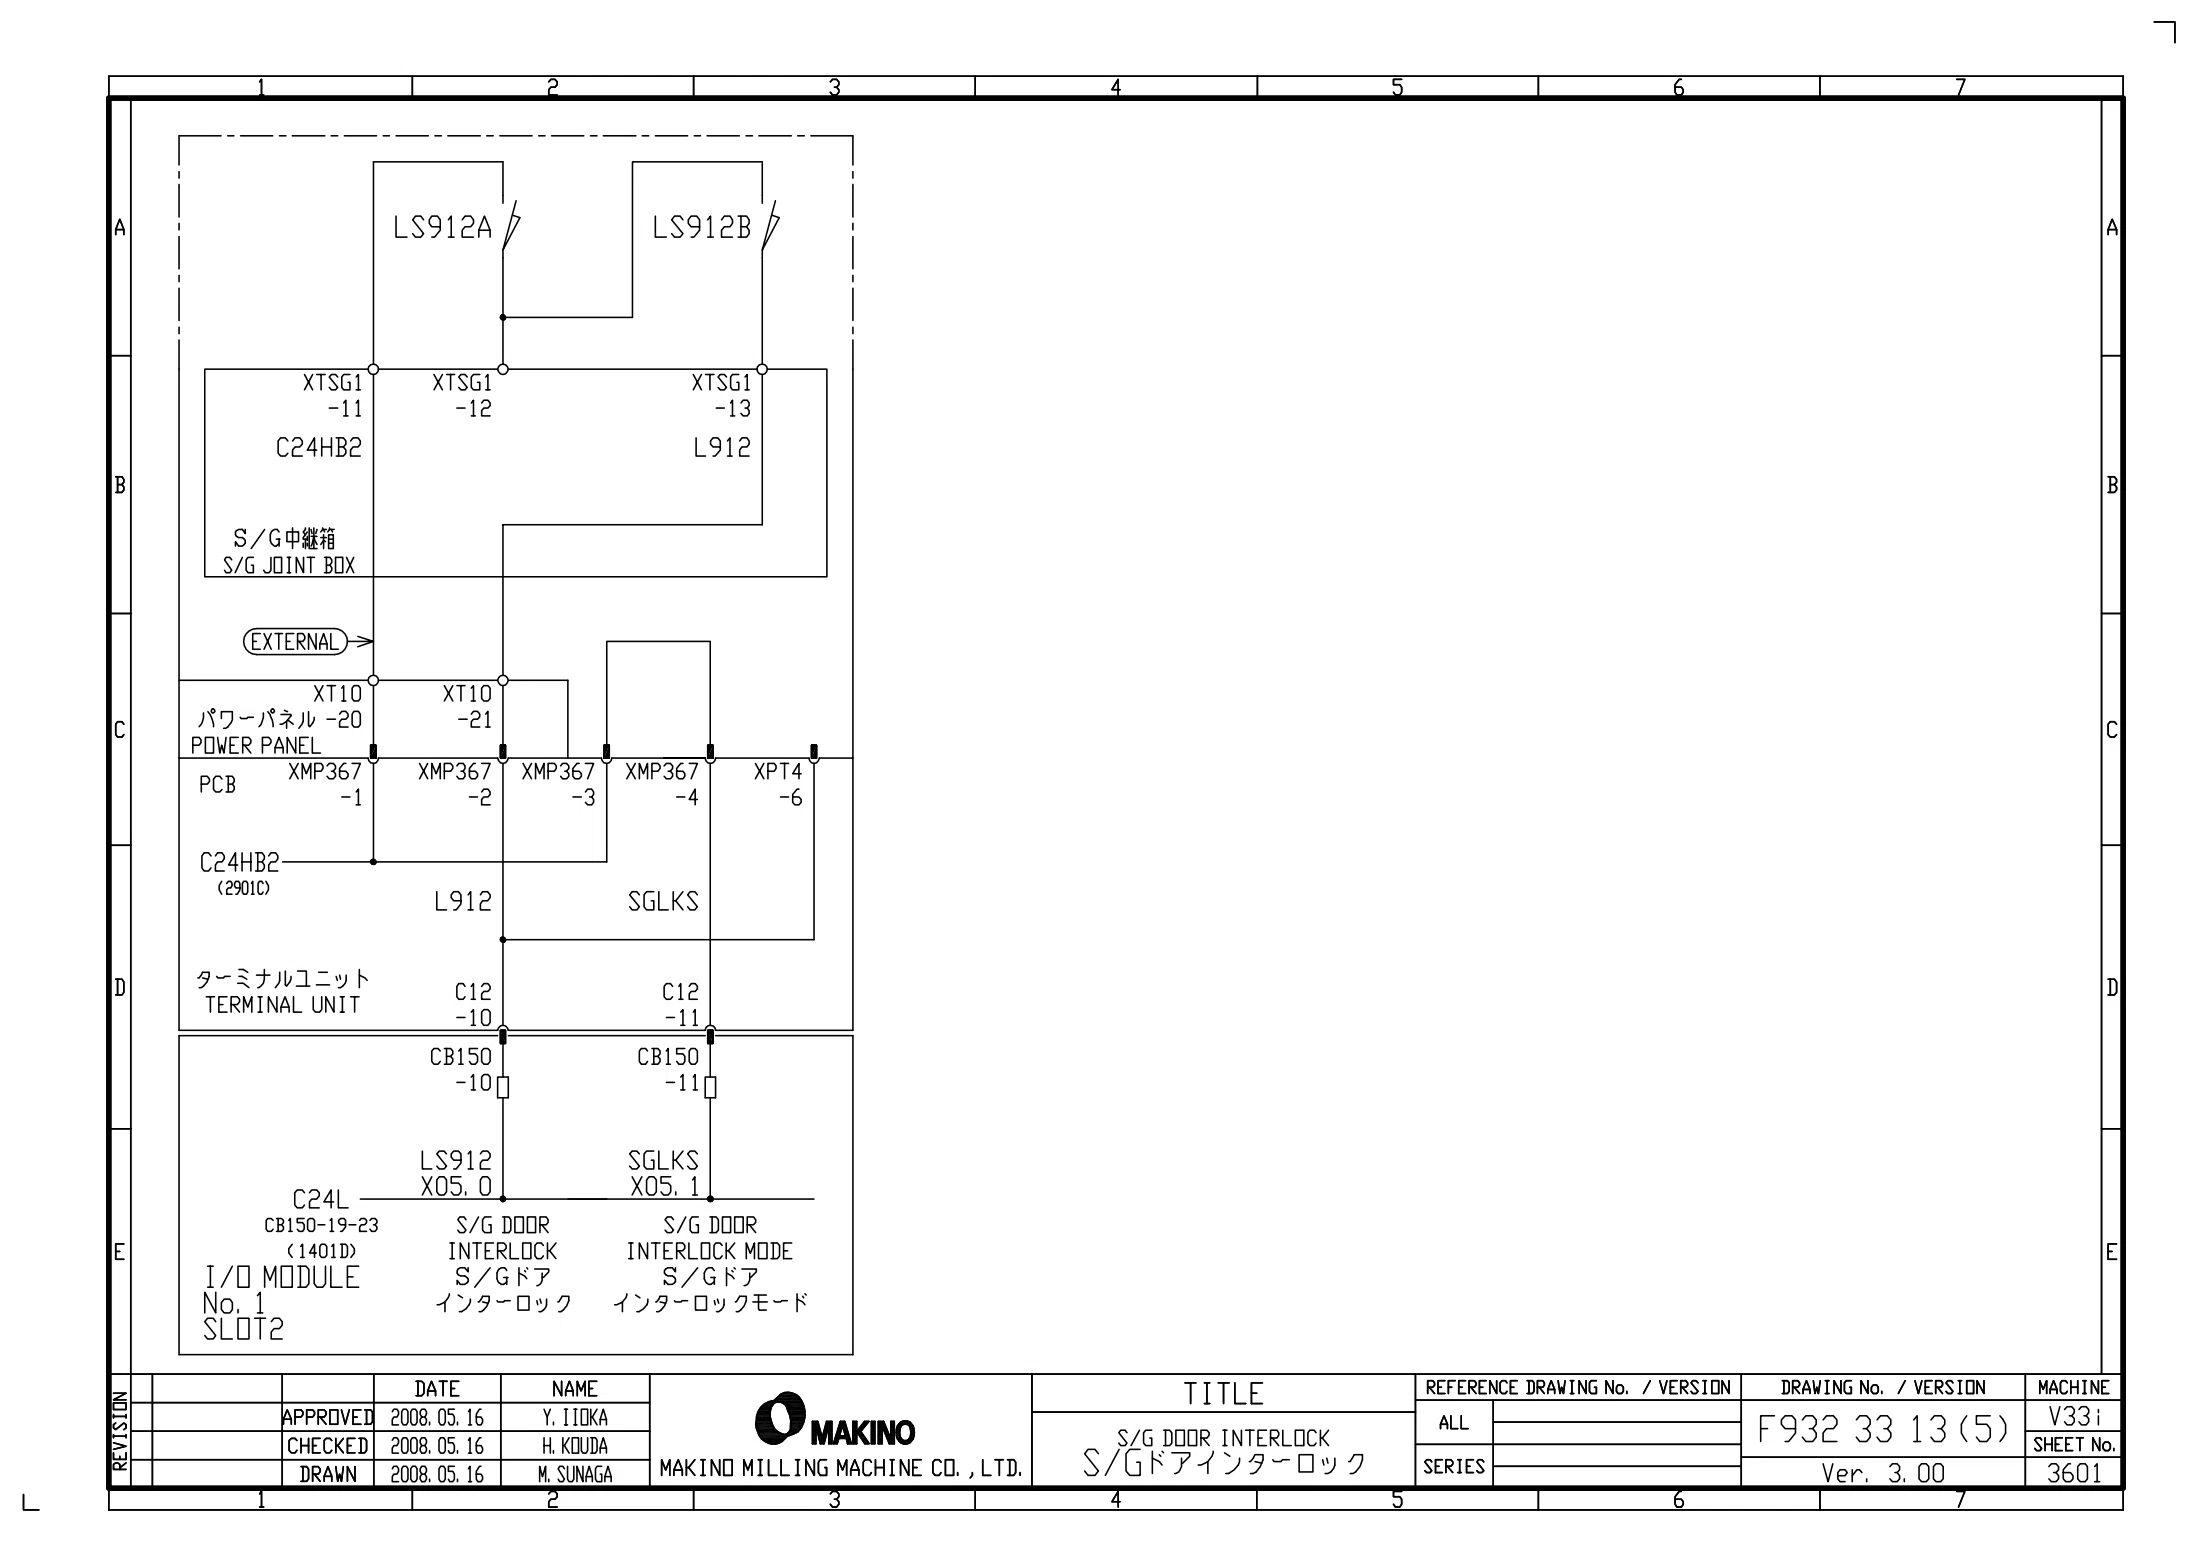 1 2 3 4 5 6 7
A A
LS912A LS912B
XTSG1 XTSG1 XTSG1
-11 -12 -13
C24HB2 L912
B B
S/G中継箱
S/G JOINT BOX
EXTERNAL
XT10 XT10
パワーパネル -20 -21
C C
POWER PANEL
XMP367 XMP367 XMP367 XMP367 XPT4
PCB
-1 -2 -3 -4 -6
C24HB2
(2901C)
L912 SGLKS
ターミナルユニット
D D
TERMINAL UNIT
C12 C12
-10 -11
CB150 CB150
-10 -11
LS912 SGLKS
X05.0 X05.1
C24L
CB150-19-23
(1401D)
S/G DOOR S/G DOOR
INTERLOCK INTERLOCK MODE
S/Gドア S/Gドア
インターロック インターロックモード
E E
I/O MODULE
No.1
SLOT2
REVISION
DATE NAME
APPROVED 2008.05.16 Y.IIOKA
CHECKED 2008.05.16 H.KOUDA
DRAWN 2008.05.16 M.SUNAGA
MAKINO
MAKINO MILLING MACHINE CO.,LTD.
TITLE
S/G DOOR INTERLOCK
S/Gドアインターロック
REFERENCE DRAWING No. / VERSION
ALL
SERIES
DRAWING No. / VERSION
F932 33 13(5)
Ver. 3.00
MACHINE
V33i
SHEET No.
3601
1 2 3 4 5 6 7